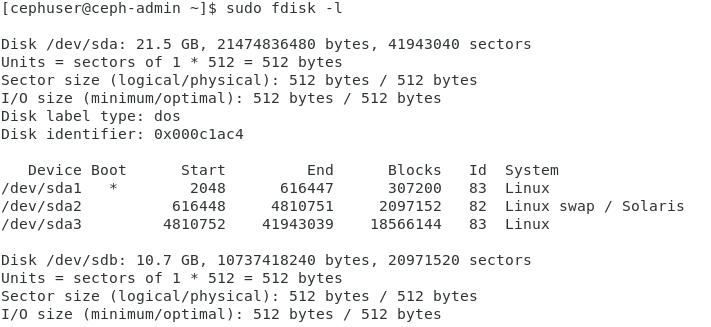 [cephuser@ceph-admin ~]$ sudo fdisk -l
Disk /dev/sda: 21.5 GB, 21474836480 bytes, 41943040 sectors
Units = sectors of 1 * 512 = 512 bytes
Sector size (logical/physical): 512 bytes / 512 bytes
I/O size (minimum/optimal): 512 bytes / 512 bytes
Disk label type: dos
Disk identifier: 0x000c1ac4
Device Boot Start End Blocks Id System
/dev/sda1 * 2048 616447 307200 83 Linux
/dev/sda2 616448 4810751 2097152 82 Linux swap / Solaris
/dev/sda3 4810752 41943039 18566144 83 Linux
Disk /dev/sdb: 10.7 GB, 10737418240 bytes, 20971520 sectors
Units = sectors of 1 * 512 = 512 bytes
Sector size (logical/physical): 512 bytes / 512 bytes
I/O size (minimum/optimal): 512 bytes / 512 bytes